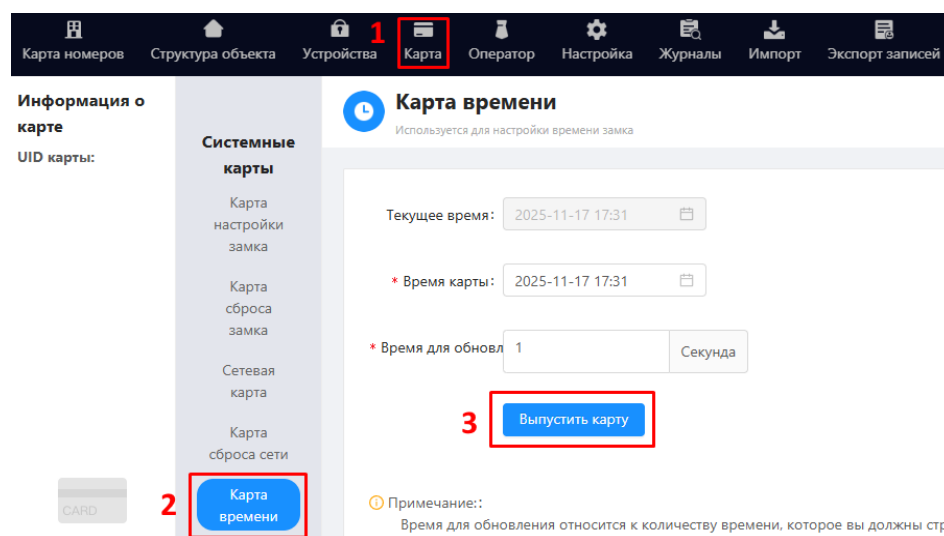 1
Карта номеров
Структура объекта
Устройства
Карта
Оператор
Настройка
Журналы
Импорт
Экспорт записей
Информация о
карте
UID карты:
CARD
Системные
карты
Карта
настройки
замка
Карта
сброса
замка
Сетевая
карта
Карта
сброса сети
2
Карта
времени
Карта времени
Используется для настройки времени замка
Текущее время: 2025-11-17 17:31
* Время карты: 2025-11-17 17:31
* Время для обновл 1 Секунда
3
Выпустить карту
Примечание::
Время для обновления относится к количеству времени, которое вы должны стр